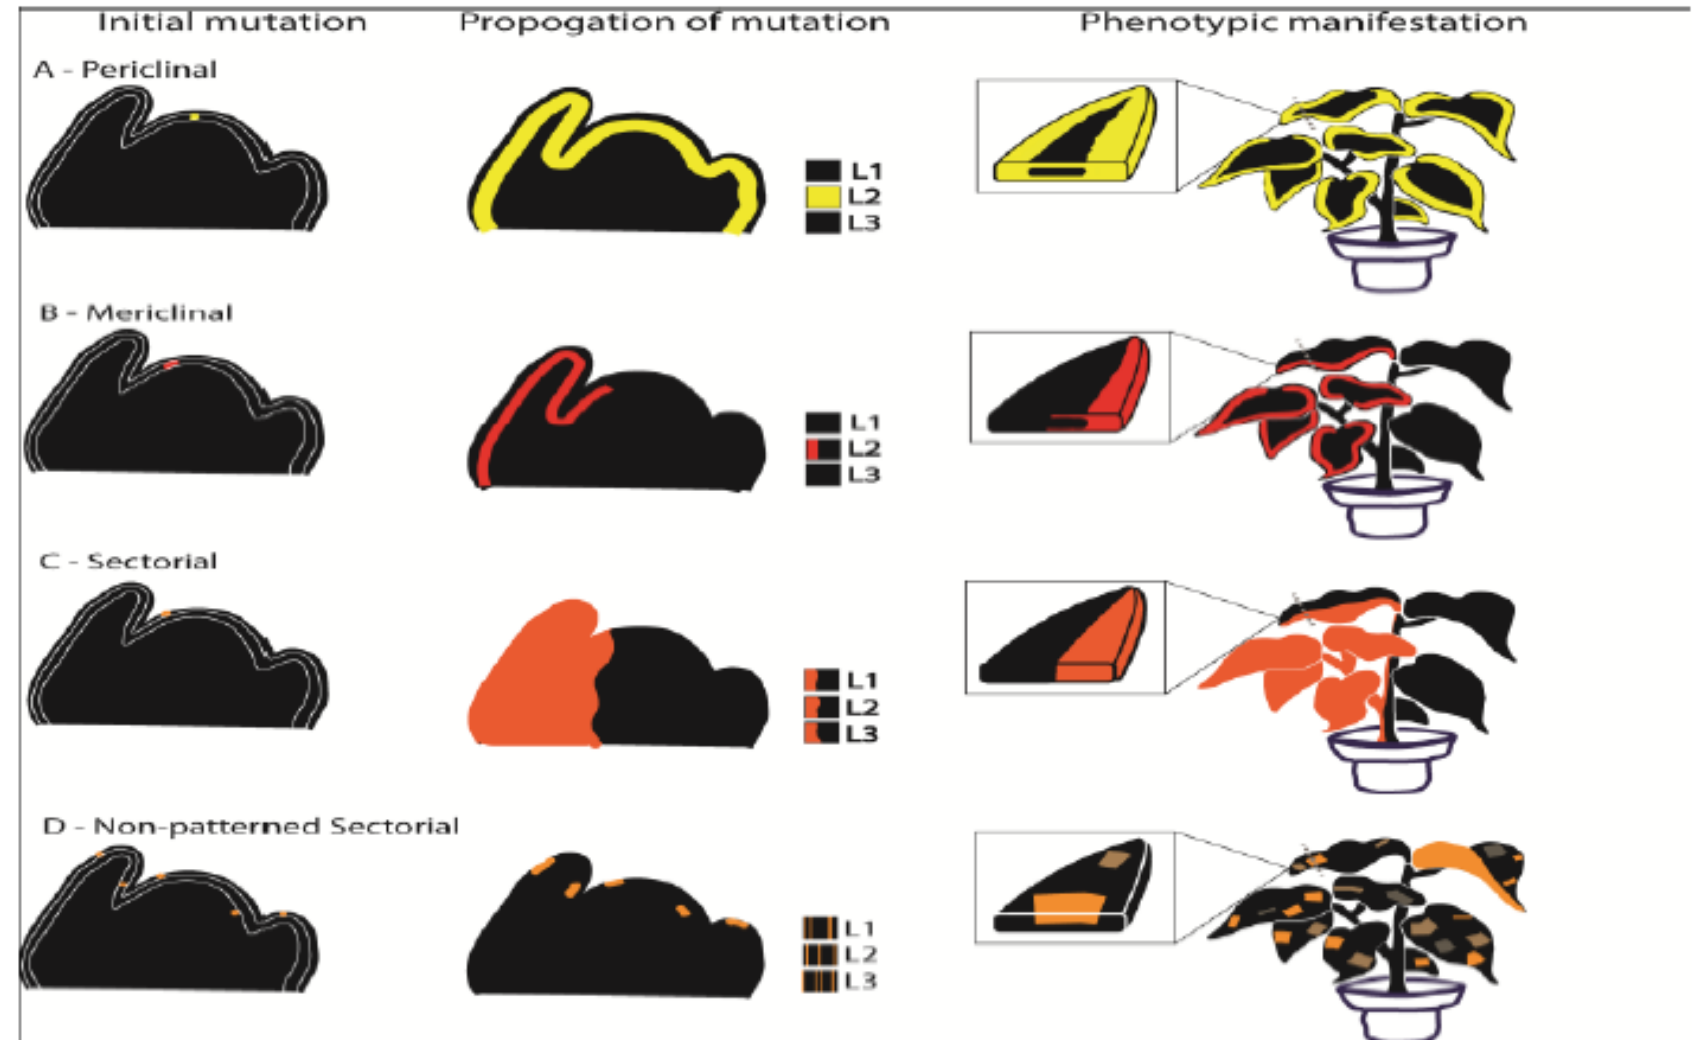 Initial mutation Propogation of mutation Phenotypic manifestation
A - Periclinal
L1
L2
L3
B - Mericlinal
L1
L2
L3
C - Sectorial
L1
L2
L3
D - Non-patterned Sectorial
L1
L2
L3